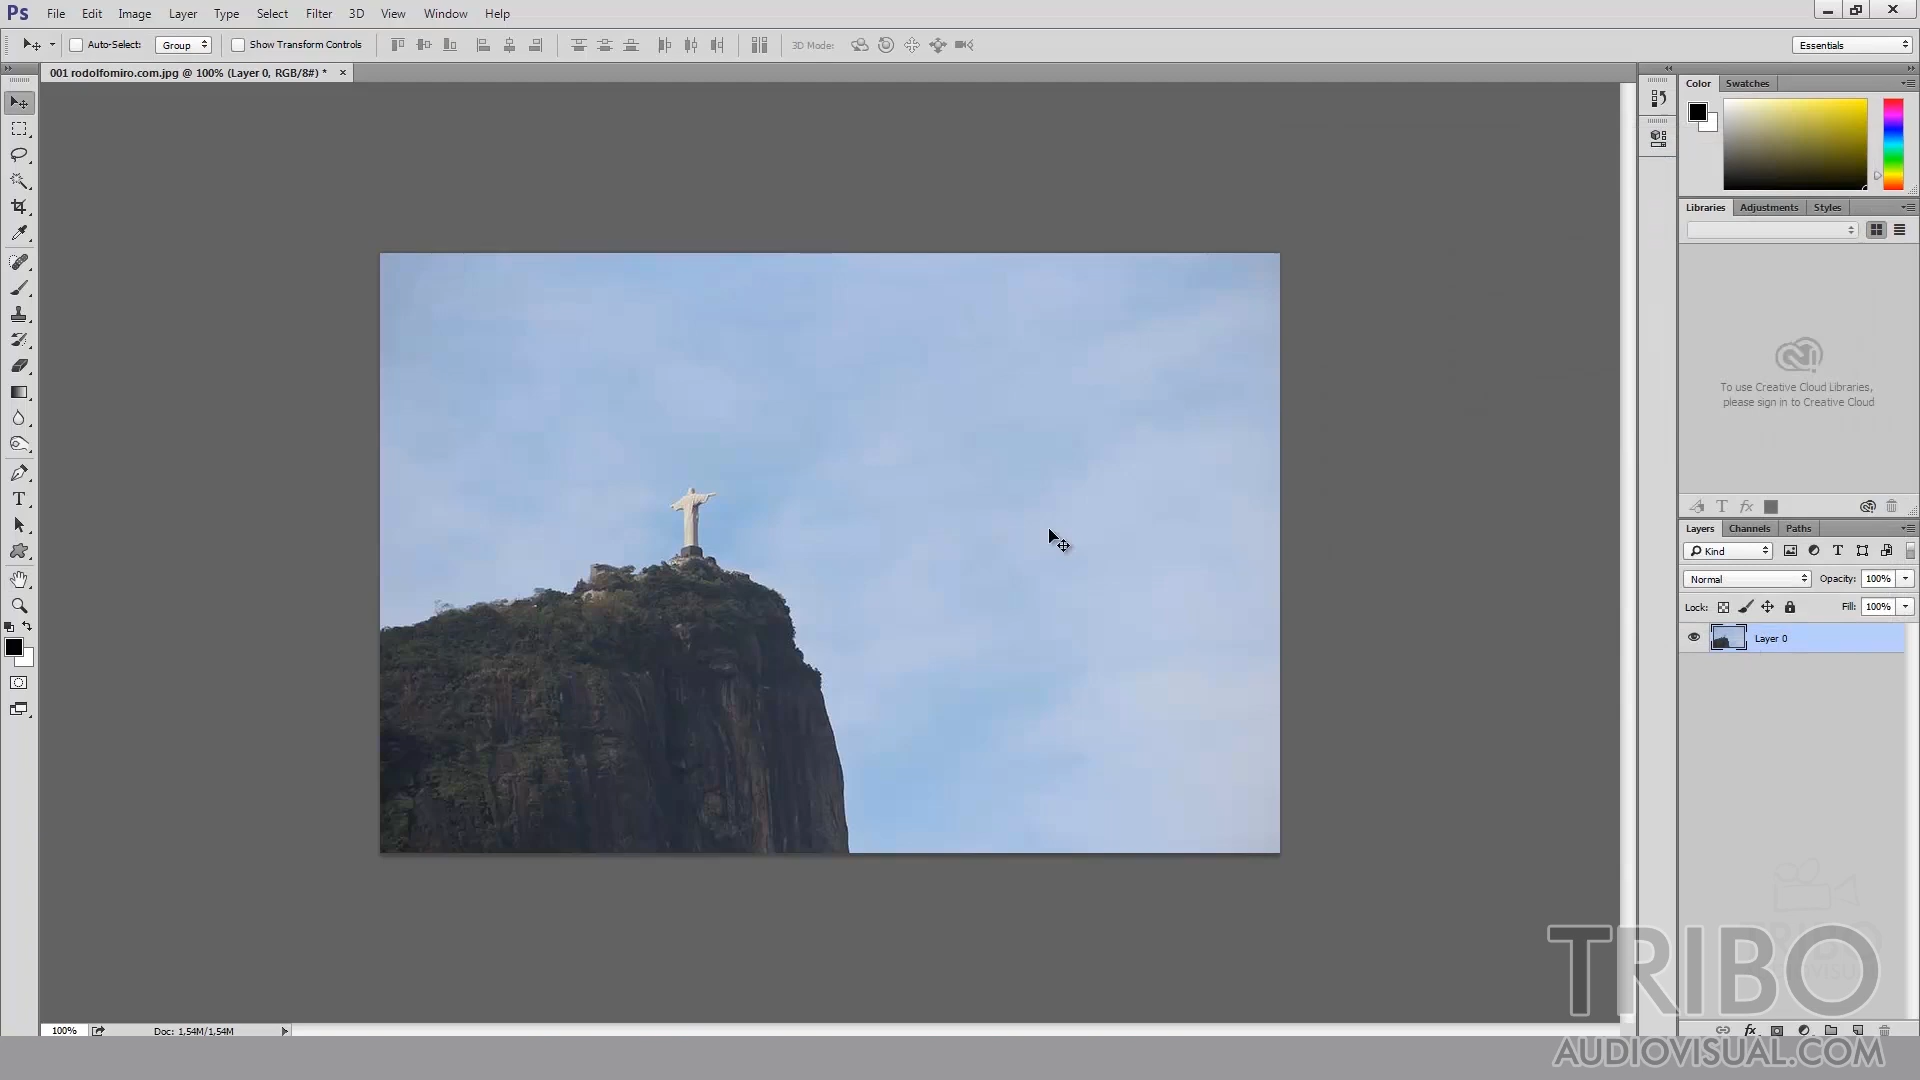 Ps File Edit Image Layer Type Select Filter 3D View Window Help
Auto-Select: Group Show Transform Controls 3D Mode: Essentials
001 rodolfomiro.com.jpg @ 100% (Layer 0, RGB/8#) * ×
Color Swatches
Libraries Adjustments Styles
To use Creative Cloud Libraries,
please sign in to Creative Cloud
T fx
Layers Channels Paths
Kind T
Normal Opacity: 100%
Lock: Fill: 100%
Layer 0
T
TRIBO
AUDIOVISUAL.COM
100% Doc: 1,54M/1,54M
fx